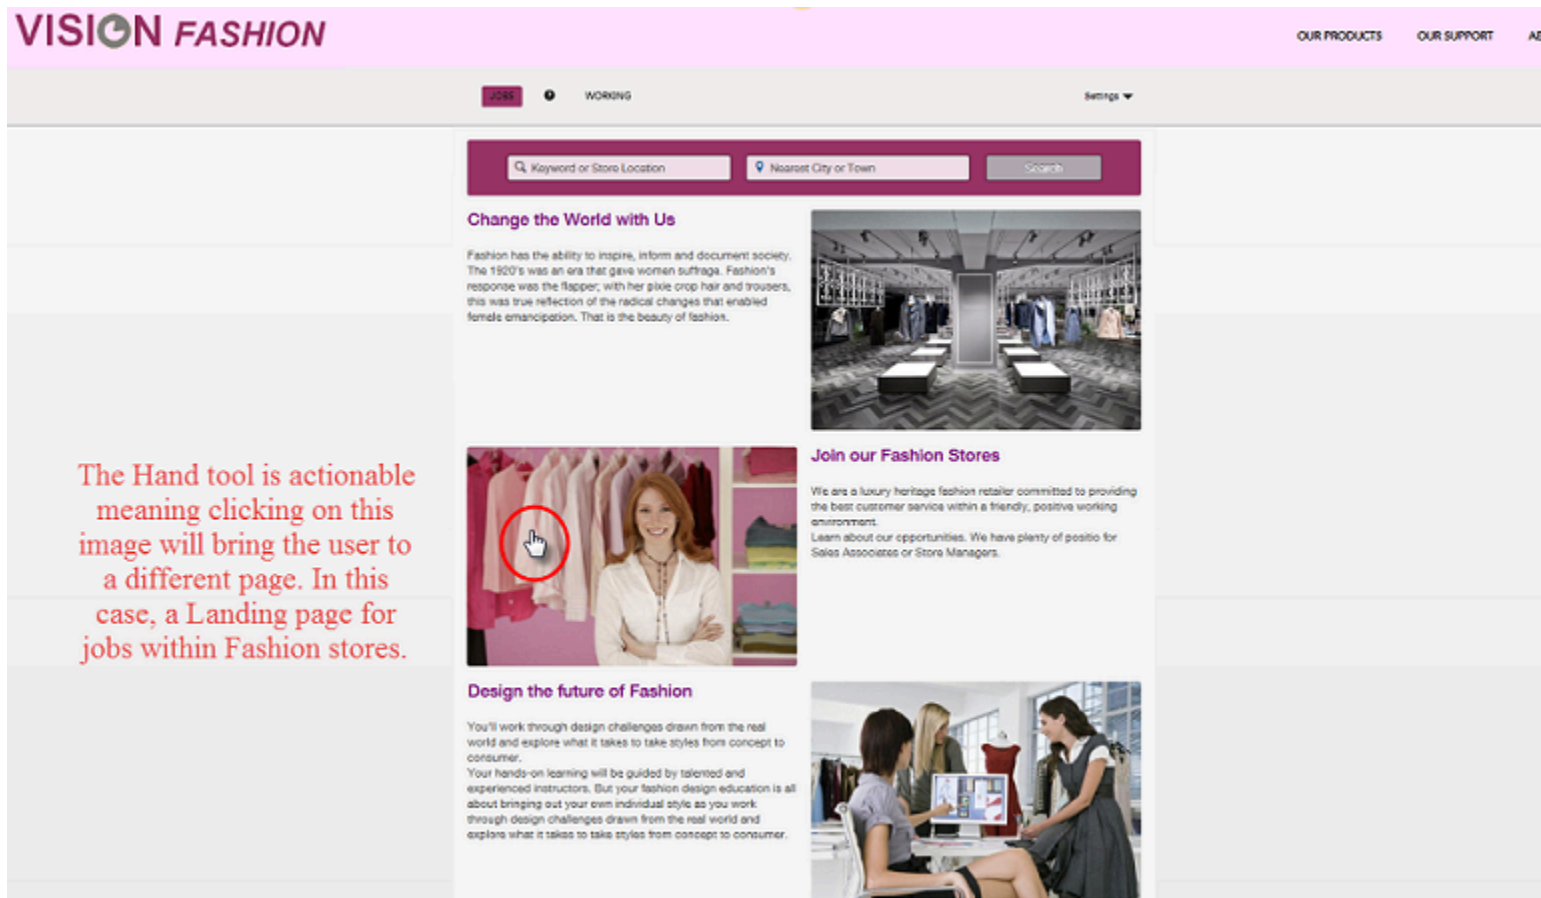 VISION FASHION
OUR PRODUCTS
OUR SUPPORT
JOBS
WORKING
Settings
Keyword or Store Location
Nearest City or Town
Search
Change the World with Us
Fashion has the ability to inspire, inform and document society.
The 1920's was an era that gave women suffrage. Fashion's
response was the flapper; with her pixie crop hair and trousers,
this was true reflection of the radical changes that enabled
female emancipation. That is the beauty of fashion.
The Hand tool is actionable
meaning clicking on this
image will bring the user to
a different page. In this
case, a Landing page for
jobs within Fashion stores.
Join our Fashion Stores
We are a luxury heritage fashion retailer committed to providing
the best customer service within a friendly, positive working
environment.
Learn about our opportunities. We have plenty of positio for
Sales Associates or Store Managers.
Design the future of Fashion
You'll work through design challenges drawn from the real
world and explore what it takes to take styles from concept to
consumer.
Your hands-on learning will be guided by talented and
experienced instructors. But your fashion design education is all
about bringing out your own individual style as you work
through design challenges drawn from the real world and
explore what it takes to take styles from concept to consumer.